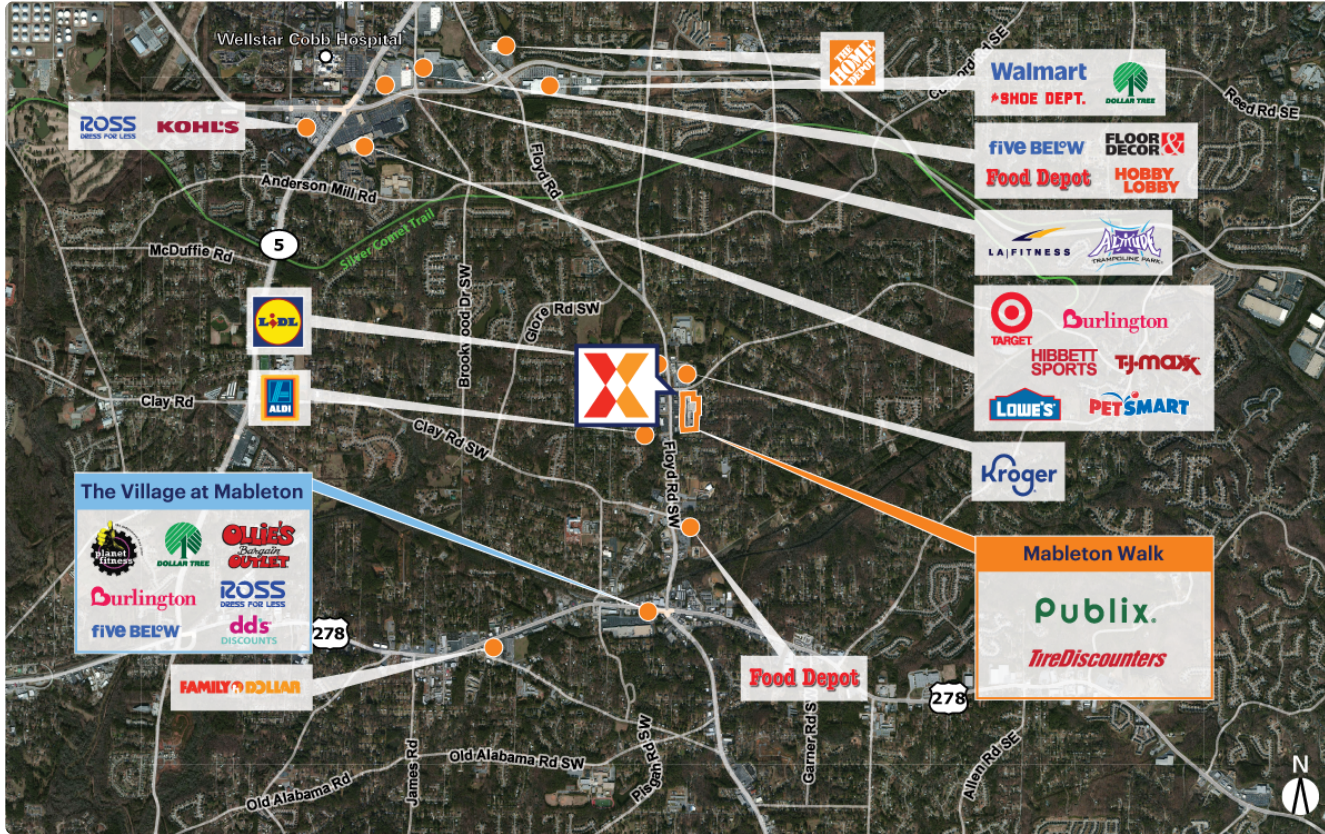 Wellstar Cobb Hospital
THE HOME DEPOT
Concord Rd SE
Walmart
SHOE DEPT.
DOLLAR TREE
Reed Rd SE
ROSS
DRESS FOR LESS
KOHL'S
five BELOW
FLOOR & DECOR
Food Depot
HOBBY LOBBY
Floyd Rd
Anderson Mill Rd
Silver Comet Trail
5
McDuffie Rd
LA|FITNESS
ALTITUDE
TRAMPOLINE PARK
TARGET
Burlington
HIBBETT SPORTS
T·J·maxx
LOWE'S
PETSMART
LIDL
Glore Rd SW
Brookwood Dr SW
ALDI
Clay Rd
Clay Rd SW
Floyd Rd SW
Kroger
The Village at Mableton
planet fitness
DOLLAR TREE
OLLIE'S
Bargain
OUTLET
Burlington
ROSS
DRESS FOR LESS
five BELOW
dd's
DISCOUNTS
278
Mableton Walk
Publix
TIREDISCOUNTERS
FAMILY DOLLAR
Food Depot
278
Old Alabama Rd SW
Old Alabama Rd
James Rd
Pisgah Rd SW
Garner Rd SW
Allen Rd SE
N